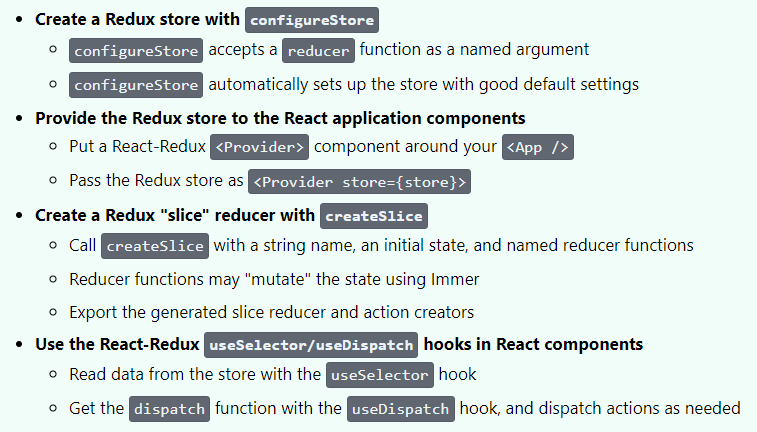 Create a Redux store with configureStore
configureStore accepts a reducer function as a named argument
configureStore automatically sets up the store with good default settings
Provide the Redux store to the React application components
Put a React-Redux <Provider> component around your <App />
Pass the Redux store as <Provider store={store}>
Create a Redux "slice" reducer with createSlice
Call createSlice with a string name, an initial state, and named reducer functions
Reducer functions may "mutate" the state using Immer
Export the generated slice reducer and action creators
Use the React-Redux useSelector/useDispatch hooks in React components
Read data from the store with the useSelector hook
Get the dispatch function with the useDispatch hook, and dispatch actions as needed